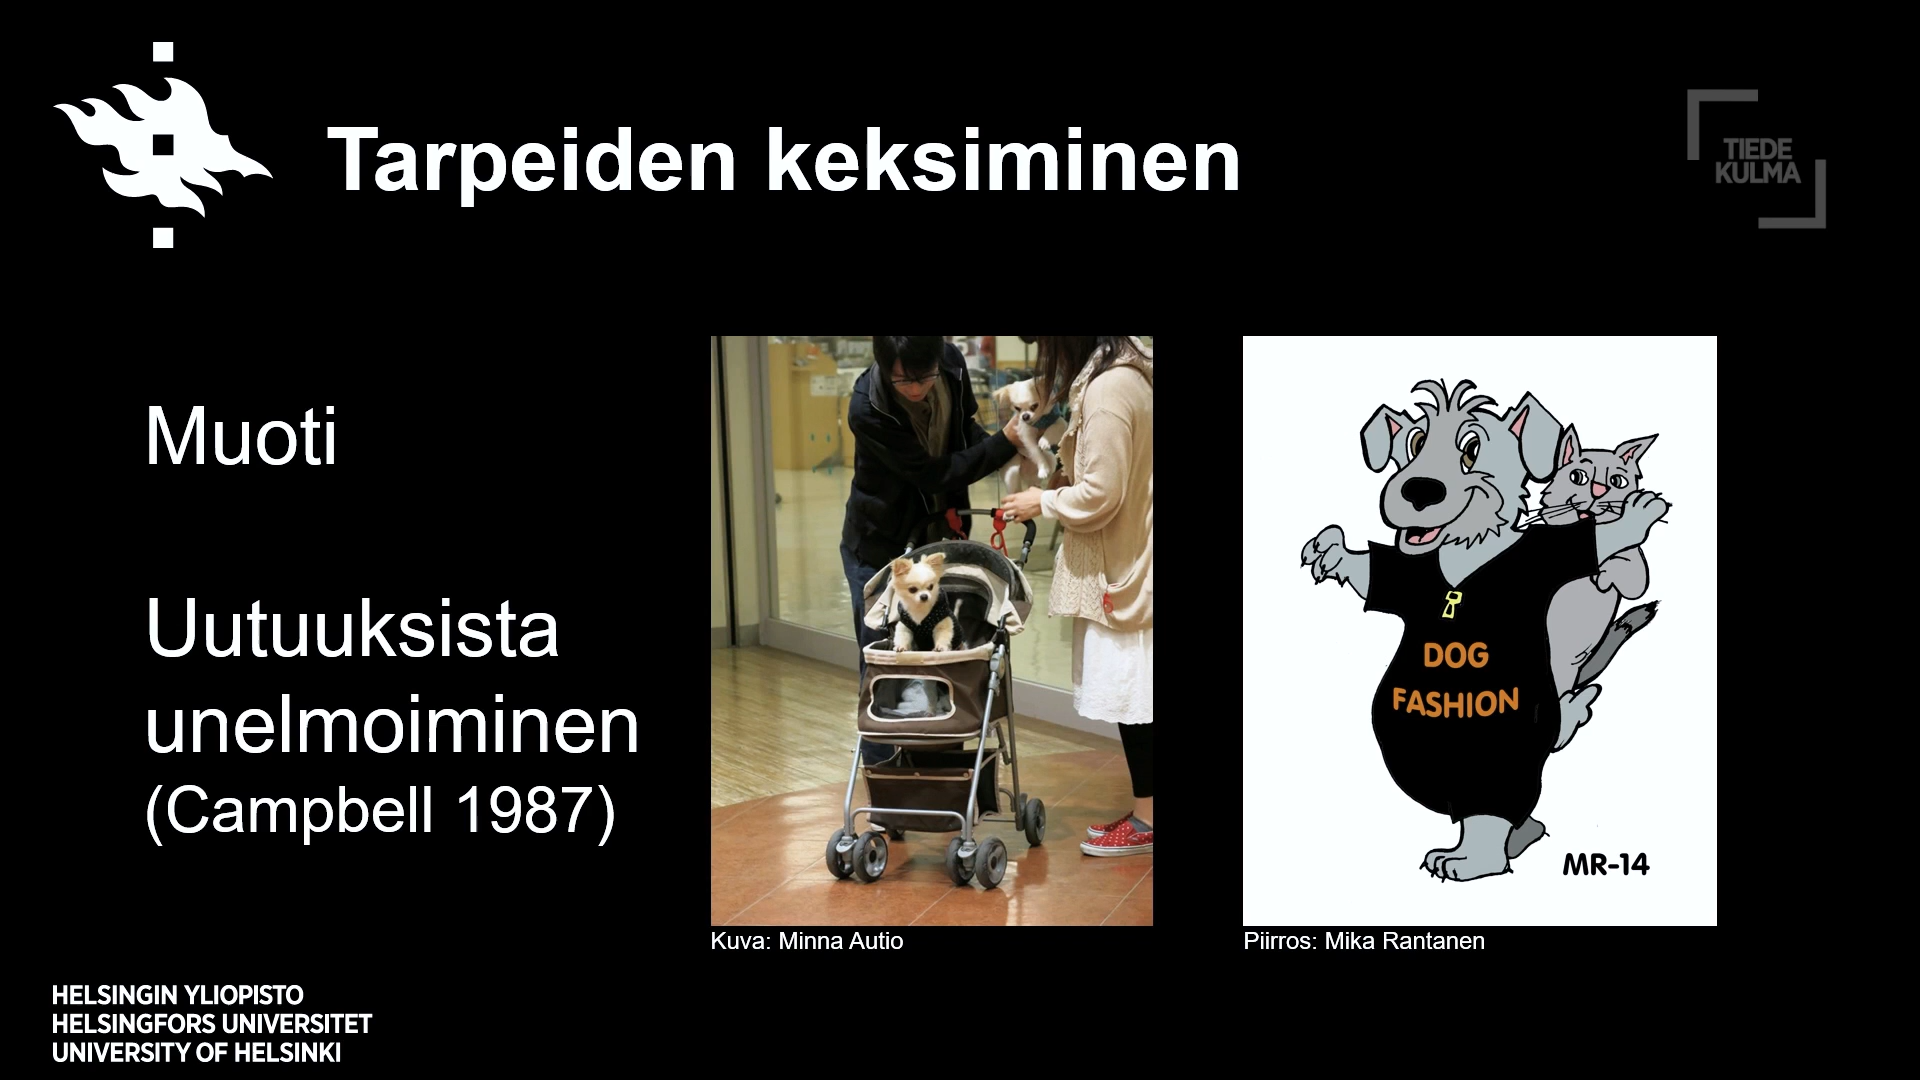 Tarpeiden keksiminen
TIEDE
KULMA
Muoti
Uutuuksista
unelmoiminen
(Campbell 1987)
DOG
FASHION
MR-14
Kuva: Minna Autio
Piirros: Mika Rantanen
HELSINGIN YLIOPISTO
HELSINGFORS UNIVERSITET
UNIVERSITY OF HELSINKI